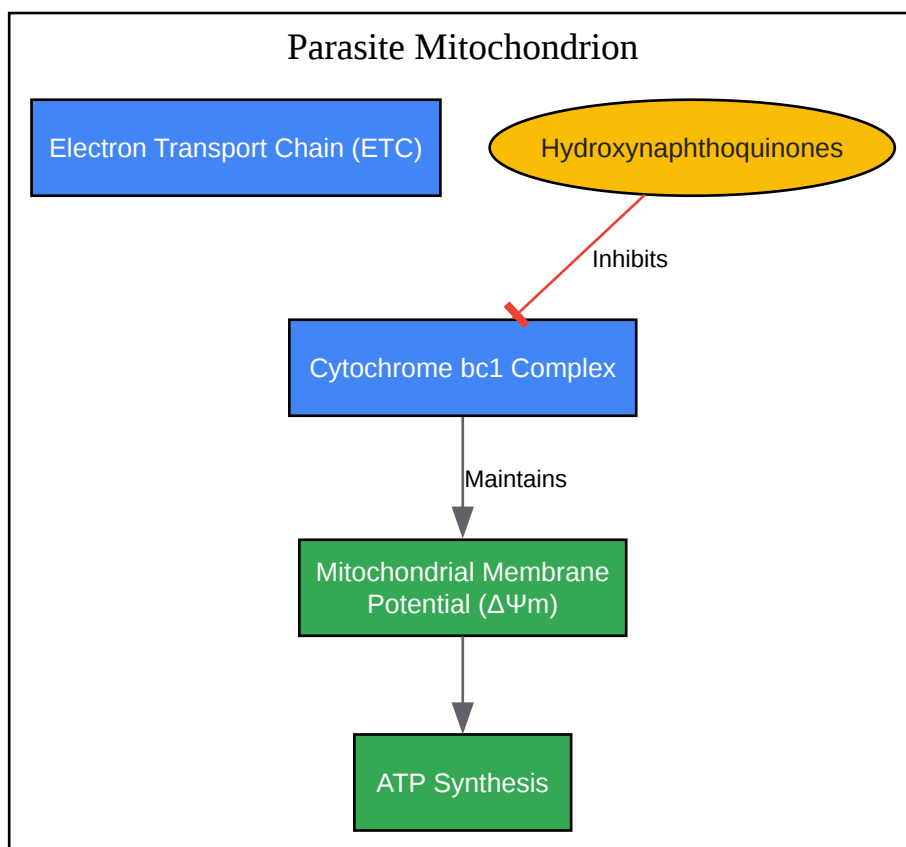 Parasite Mitochondrion
Electron Transport Chain (ETC)
Hydroxynaphthoquinones
Inhibits
Cytochrome bc1 Complex
Maintains
Mitochondrial Membrane
Potential (ΔΨm)
ATP Synthesis